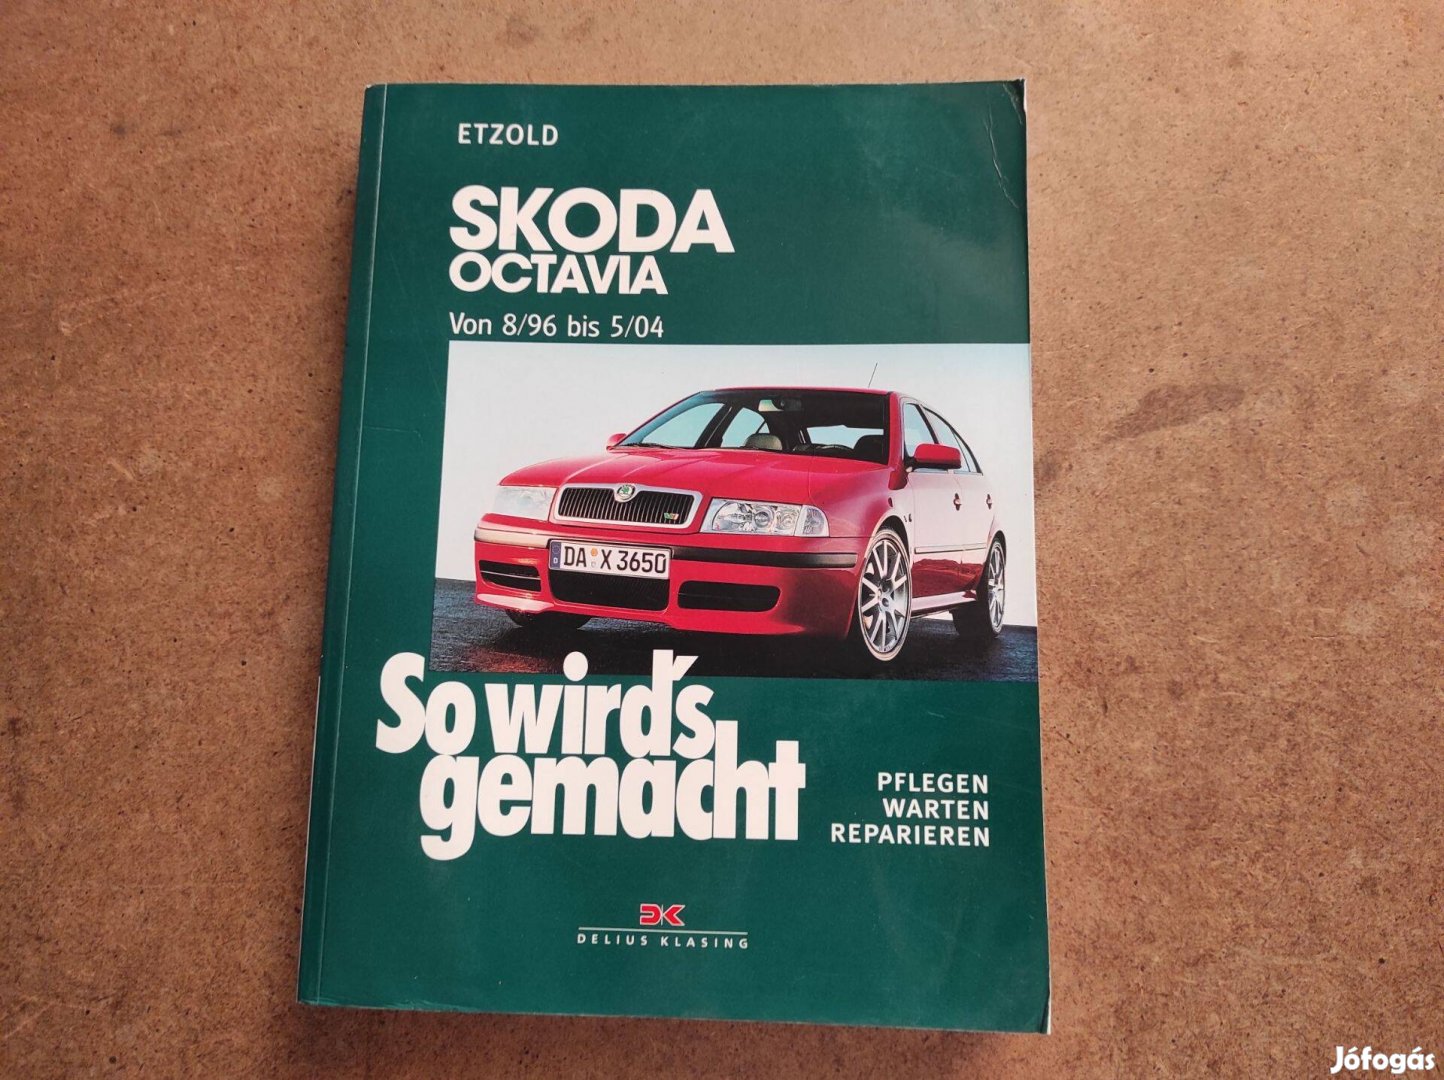 ETZOLD
SKODA
OCTAVIA
Von 8/96 bis 5/04
DA X 3650
So wird's
gemacht
PFLEGEN
WARTEN
REPARIEREN
DK
DELIUS KLASING
Jófogás